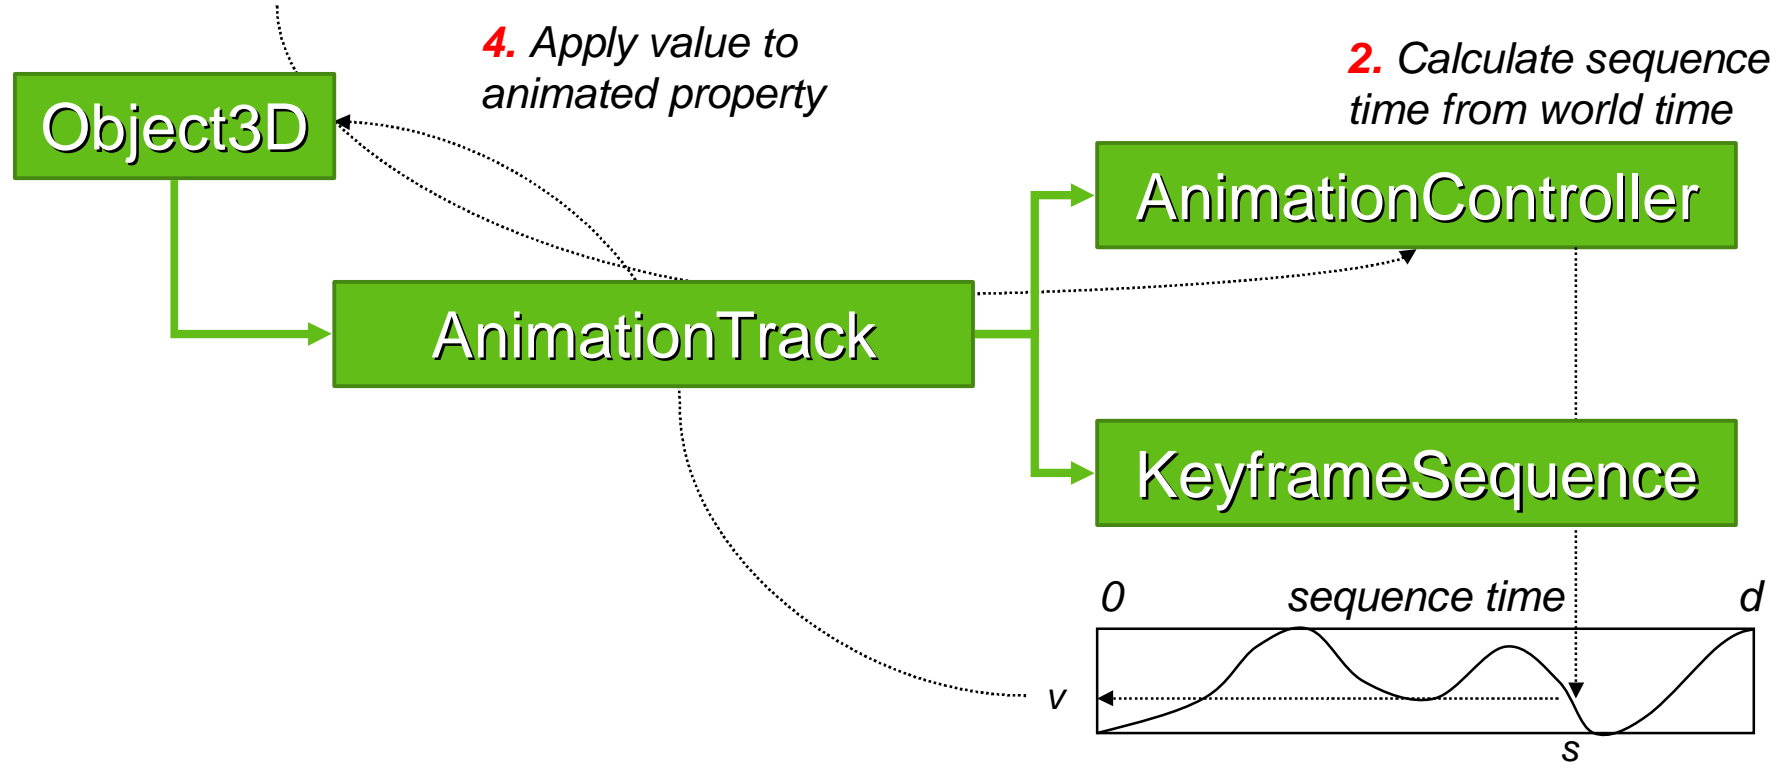 4. Apply value to
animated property
2. Calculate sequence
time from world time
Object3D
AnimationController
AnimationTrack
KeyframeSequence
0 sequence time d
v
s